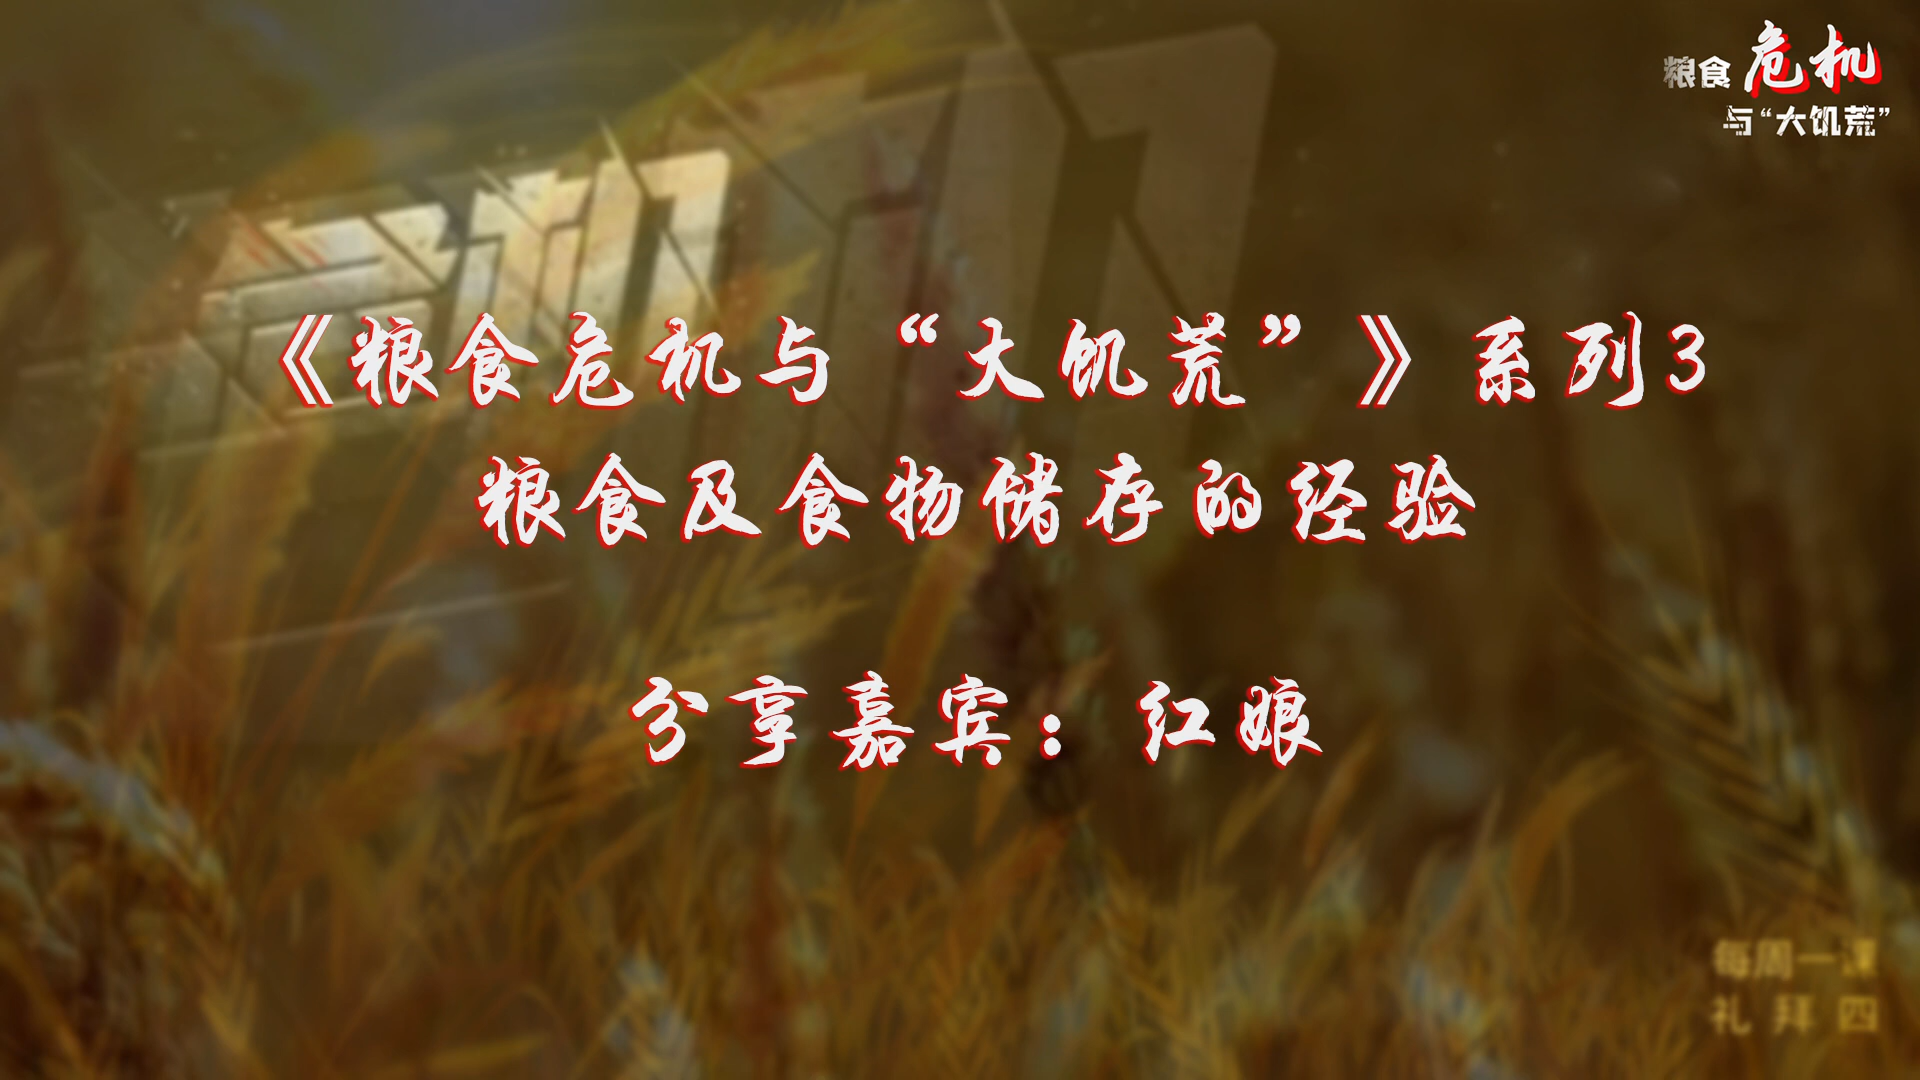 粮食危机
与“大饥荒”
危机
《粮食危机与“大饥荒”》系列3
粮食及食物储存的经验
分享嘉宾：红娘
每周一课
礼拜四